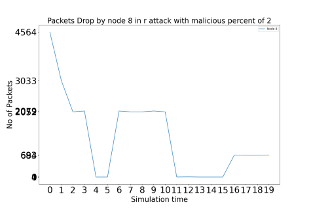 Packets Drop by node 8 in r attack with malicious percent of 2
Node 8
4564
3033
No of Packets
0 1 2 3 4 5 6 7 8 9 10 11 12 13 14 15 16 17 18 19
Simulation time